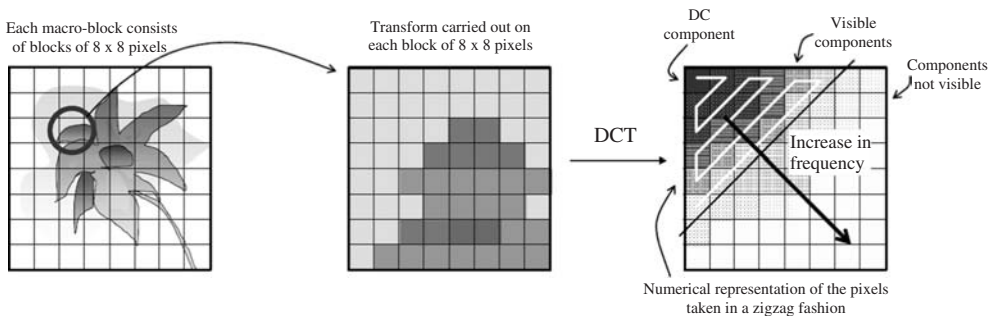 Each macro-block consists
of blocks of 8 x 8 pixels
Transform carried out on
each block of 8 x 8 pixels
DC
component
Visible
components
Components
not visible
DCT
Increase in
frequency
Numerical representation of the pixels
taken in a zigzag fashion